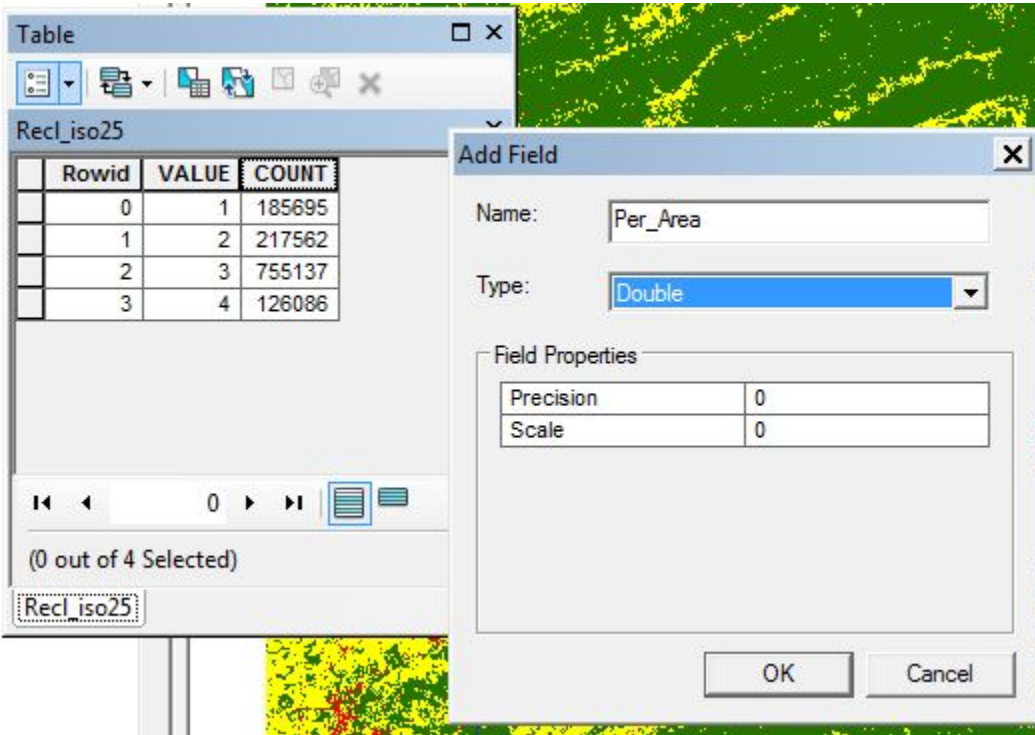 Table
Recl_iso25
Rowid VALUE COUNT
0 1 185695
1 2 217562
2 3 755137
3 4 126086
0
(0 out of 4 Selected)
Recl_iso25
Add Field
Name: Per_Area
Type: Double
Field Properties
Precision 0
Scale 0
OK Cancel